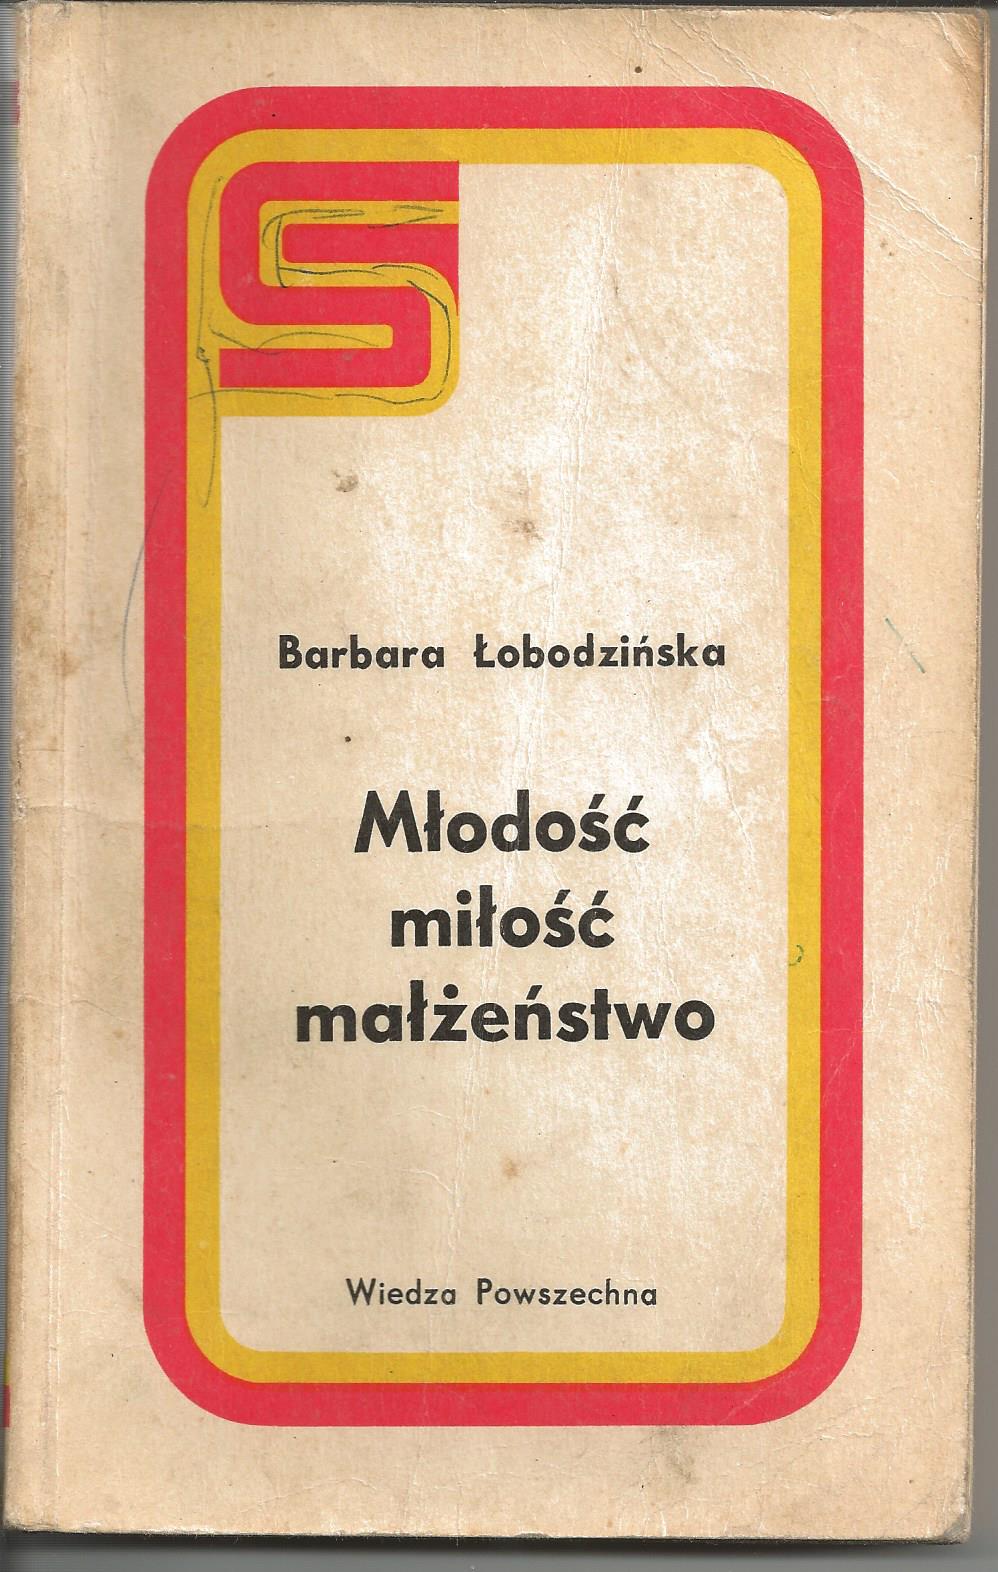 S
Barbara Łobodzińska
Młodość
miłość
małżeństwo
Wiedza Powszechna